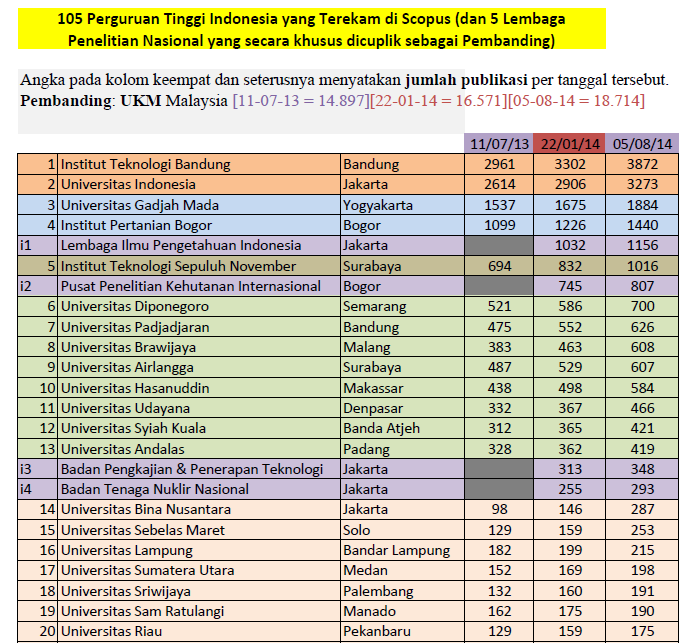 105 Perguruan Tinggi Indonesia yang Terekam di Scopus (dan 5 Lembaga
Penelitian Nasional yang secara khusus dicuplik sebagai Pembanding)
Angka pada kolom keempat dan seterusnya menyatakan jumlah publikasi per tanggal tersebut.
Pembanding: UKM Malaysia [11-07-13 = 14.897][22-01-14 = 16.571][05-08-14 = 18.714]
11/07/13 22/01/14 05/08/14
1 Institut Teknologi Bandung Bandung 2961 3302 3872
2 Universitas Indonesia Jakarta 2614 2906 3273
3 Universitas Gadjah Mada Yogyakarta 1537 1675 1884
4 Institut Pertanian Bogor Bogor 1099 1226 1440
i1 Lembaga Ilmu Pengetahuan Indonesia Jakarta 1032 1156
5 Institut Teknologi Sepuluh November Surabaya 694 832 1016
i2 Pusat Penelitian Kehutanan Internasional Bogor 745 807
6 Universitas Diponegoro Semarang 521 586 700
7 Universitas Padjadjaran Bandung 475 552 626
8 Universitas Brawijaya Malang 383 463 608
9 Universitas Airlangga Surabaya 487 529 607
10 Universitas Hasanuddin Makassar 438 498 584
11 Universitas Udayana Denpasar 332 367 466
12 Universitas Syiah Kuala Banda Atjeh 312 365 421
13 Universitas Andalas Padang 328 362 419
i3 Badan Pengkajian & Penerapan Teknologi Jakarta 313 348
i4 Badan Tenaga Nuklir Nasional Jakarta 255 293
14 Universitas Bina Nusantara Jakarta 98 146 287
15 Universitas Sebelas Maret Solo 129 159 253
16 Universitas Lampung Bandar Lampung 182 199 215
17 Universitas Sumatera Utara Medan 152 169 198
18 Universitas Sriwijaya Palembang 132 160 191
19 Universitas Sam Ratulangi Manado 162 175 190
20 Universitas Riau Pekanbaru 129 159 175